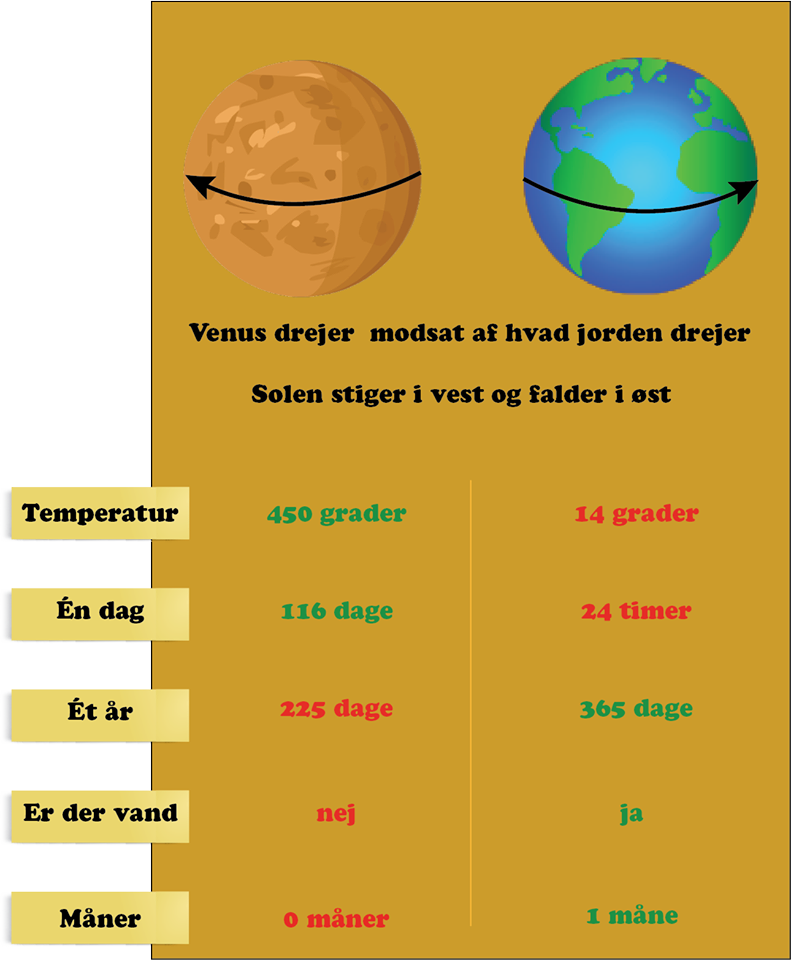 Venus drejer modsat af hvad jorden drejer
Solen stiger i vest og falder i øst
Temperatur 450 grader 14 grader
Én dag 116 dage 24 timer
Ét år 225 dage 365 dage
Er der vand nej ja
Måner 0 måner 1 måne